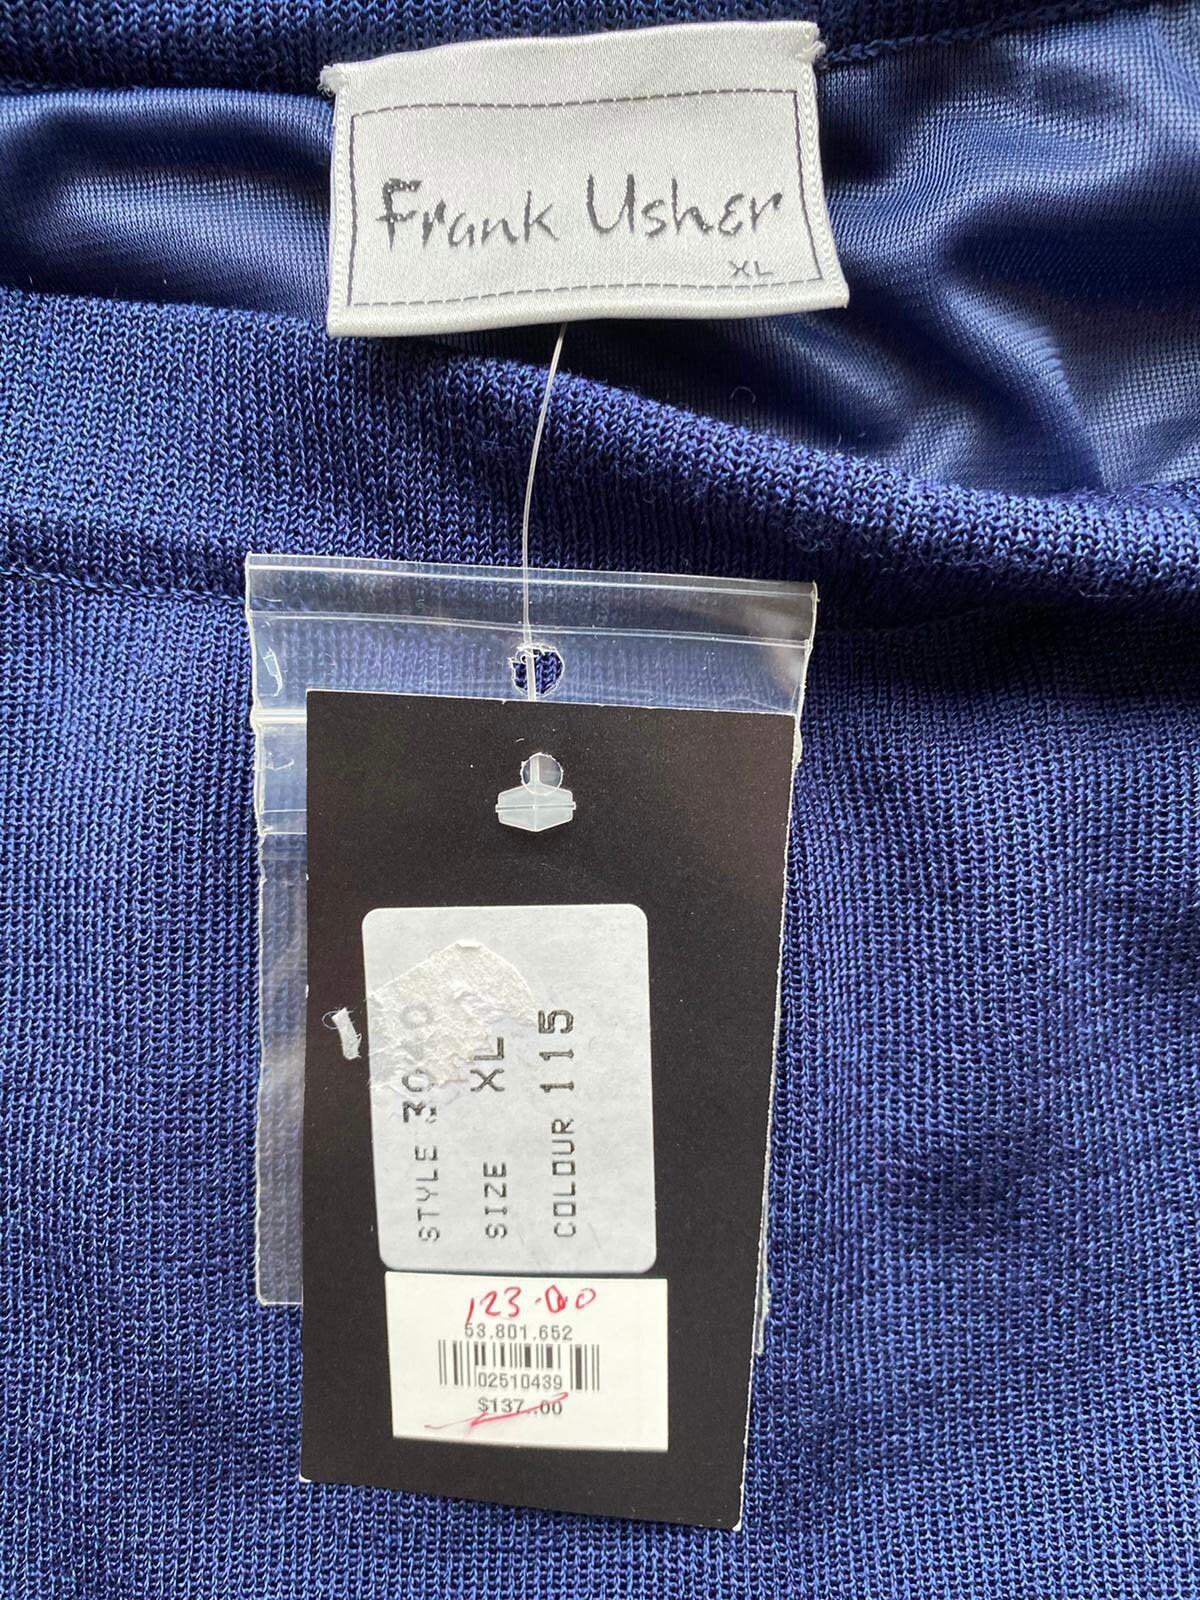 Frank Usher
XL
STYLE
SIZE XL
COLOUR 115
123.00
53.801.652
02510439
$137..00